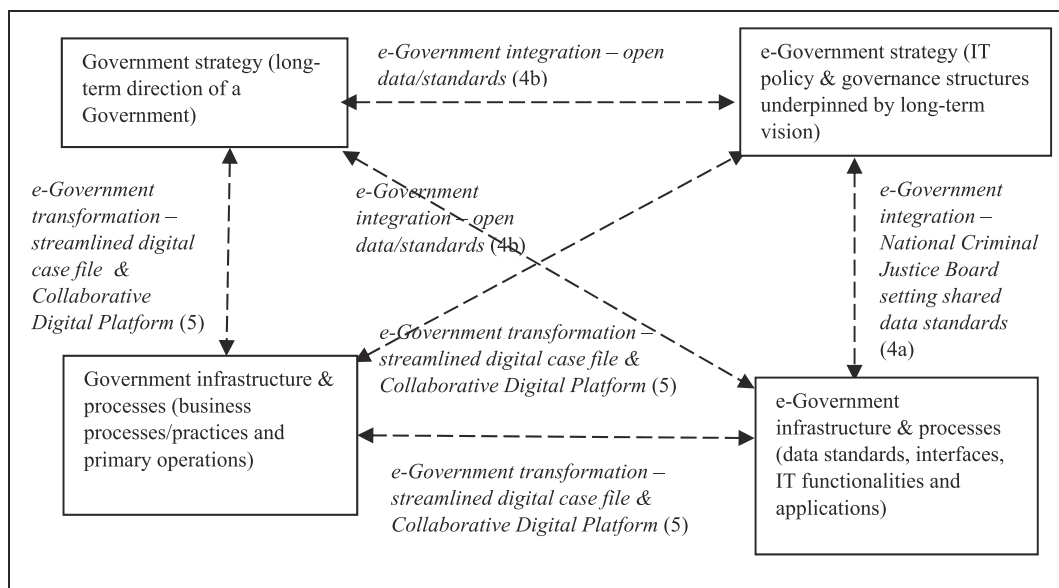 Government strategy (long-
term direction of a
Government)
e-Government integration – open
data/standards (4b)
e-Government strategy (IT
policy & governance structures
underpinned by long-term
vision)
e-Government
transformation –
streamlined digital
case file  &
Collaborative
Digital Platform (5)
e-Government
integration – open
data/standards (4b)
e-Government
integration –
National Criminal
Justice Board
setting shared
data standards
(4a)
e-Government transformation –
streamlined digital case file &
Collaborative Digital Platform (5)
Government infrastructure &
processes (business
processes/practices and
primary operations)
e-Government
infrastructure & processes
(data standards, interfaces,
IT functionalities and
applications)
e-Government transformation –
streamlined digital case file &
Collaborative Digital Platform (5)